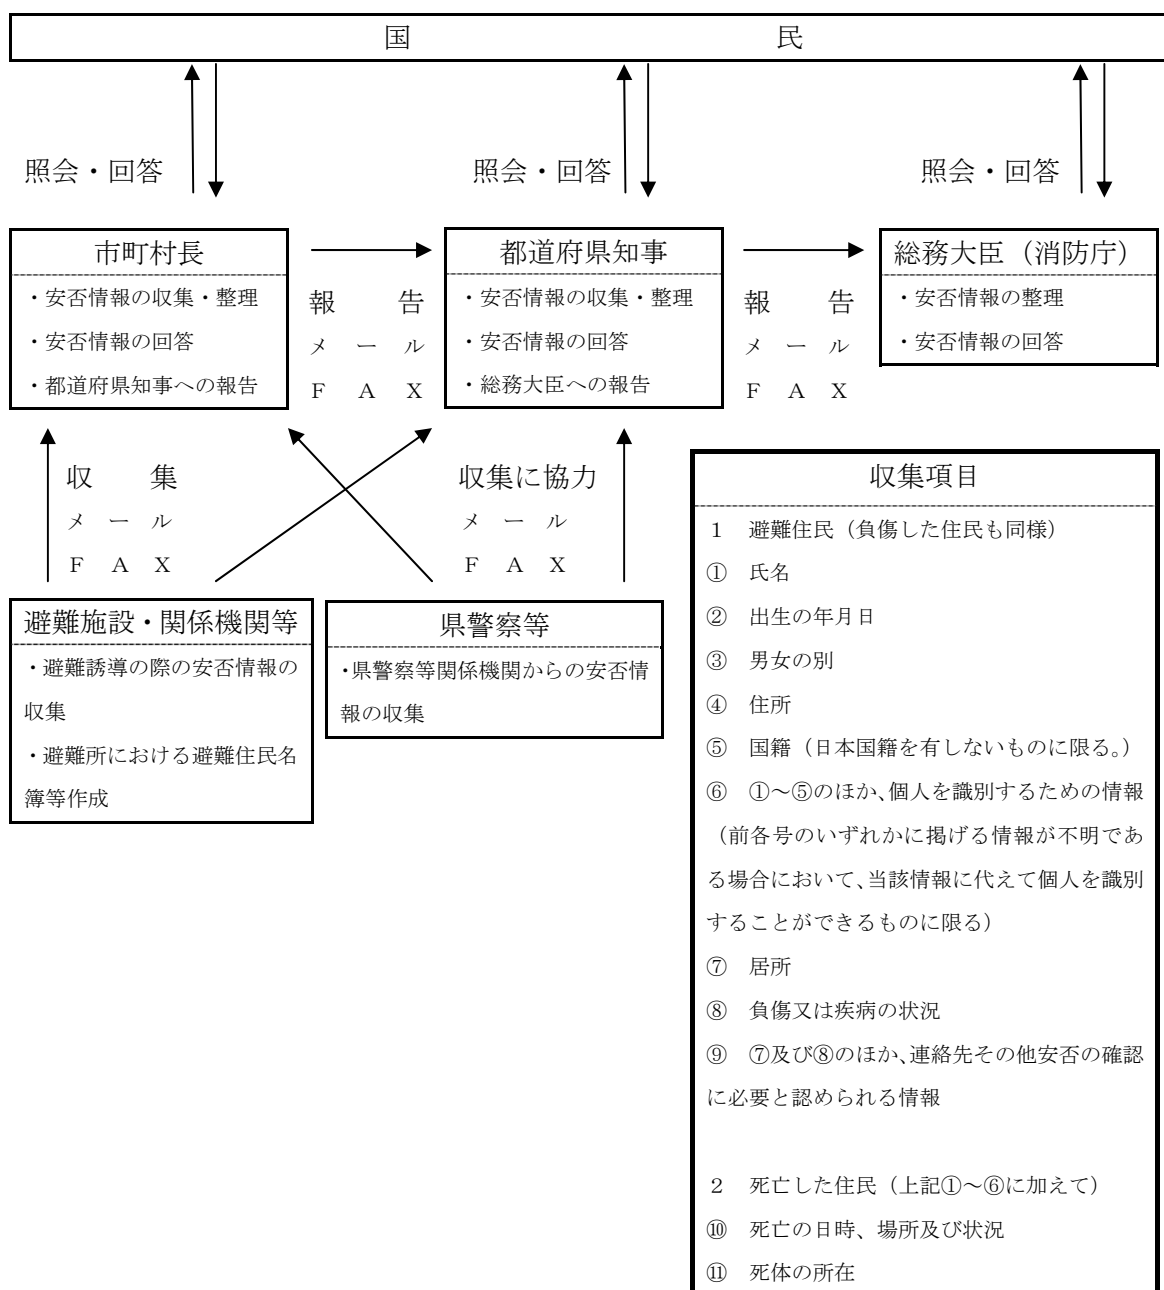 国　　　　　　　　民
照会・回答
照会・回答
照会・回答
市町村長
・安否情報の収集・整理
・安否情報の回答
・都道府県知事への報告
報　　告
メ　ー　ル
Ｆ　Ａ　Ｘ
都道府県知事
・安否情報の収集・整理
・安否情報の回答
・総務大臣への報告
報　　告
メ　ー　ル
Ｆ　Ａ　Ｘ
総務大臣（消防庁）
・安否情報の整理
・安否情報の回答
収　　集
メ　ー　ル
Ｆ　Ａ　Ｘ
収集に協力
メ　ー　ル
Ｆ　Ａ　Ｘ
避難施設・関係機関等
・避難誘導の際の安否情報の
収集
・避難所における避難住民名
簿等作成
県警察等
・県警察等関係機関からの安否情
報の収集
収集項目
１　避難住民（負傷した住民も同様）
①　氏名
②　出生の年月日
③　男女の別
④　住所
⑤　国籍（日本国籍を有しないものに限る。）
⑥　①～⑤のほか、個人を識別するための情報
（前各号のいずれかに掲げる情報が不明であ
る場合において、当該情報に代えて個人を識別
することができるものに限る）
⑦　居所
⑧　負傷又は疾病の状況
⑨　⑦及び⑧のほか、連絡先その他安否の確認
に必要と認められる情報
２　死亡した住民（上記①～⑥に加えて）
⑩　死亡の日時、場所及び状況
⑪　死体の所在